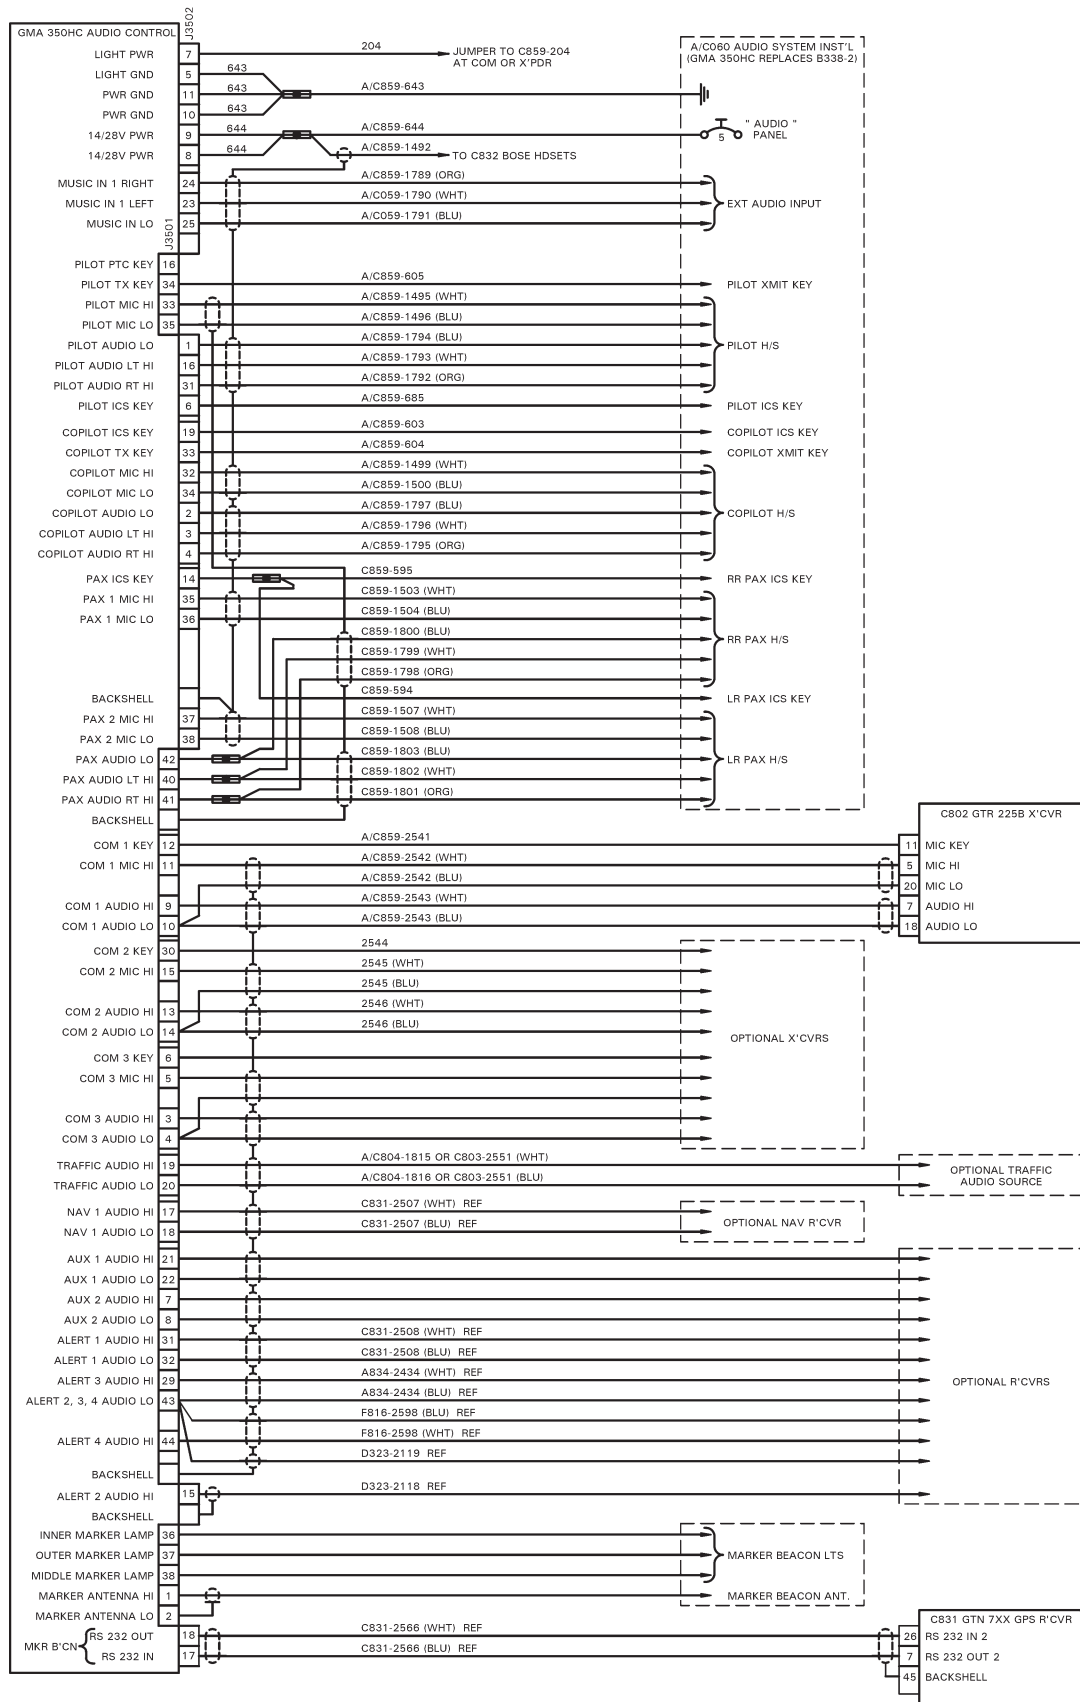 GMA 350HC AUDIO CONTROL
J3502
LIGHT PWR 7 204 JUMPER TO C859-204
AT COM OR X'PDR
A/C060 AUDIO SYSTEM INST'L
(GMA 350HC REPLACES B338-2)
LIGHT GND 5 643
PWR GND 11 643 A/C859-643
PWR GND 10 643
14/28V PWR 9 644 A/C859-644 5 " AUDIO "
PANEL
14/28V PWR 8 644 A/C859-1492 TO C832 BOSE HDSETS
MUSIC IN 1 RIGHT 24 A/C859-1789 (ORG)
MUSIC IN 1 LEFT 23 A/C059-1790 (WHT) EXT AUDIO INPUT
MUSIC IN LO 25 A/C059-1791 (BLU)
J3501
PILOT PTC KEY 16
PILOT TX KEY 34 A/C859-605 PILOT XMIT KEY
PILOT MIC HI 33 A/C859-1495 (WHT)
PILOT MIC LO 35 A/C859-1496 (BLU)
PILOT AUDIO LO 1 A/C859-1794 (BLU) PILOT H/S
PILOT AUDIO LT HI 16 A/C859-1793 (WHT)
PILOT AUDIO RT HI 31 A/C859-1792 (ORG)
PILOT ICS KEY 6 A/C859-685 PILOT ICS KEY
COPILOT ICS KEY 19 A/C859-603 COPILOT ICS KEY
COPILOT TX KEY 33 A/C859-604 COPILOT XMIT KEY
COPILOT MIC HI 32 A/C859-1499 (WHT)
COPILOT MIC LO 34 A/C859-1500 (BLU)
COPILOT AUDIO LO 2 A/C859-1797 (BLU) COPILOT H/S
COPILOT AUDIO LT HI 3 A/C859-1796 (WHT)
COPILOT AUDIO RT HI 4 A/C859-1795 (ORG)
PAX ICS KEY 14 C859-595 RR PAX ICS KEY
PAX 1 MIC HI 35 C859-1503 (WHT)
PAX 1 MIC LO 36 C859-1504 (BLU)
C859-1800 (BLU) RR PAX H/S
C859-1799 (WHT)
C859-1798 (ORG)
BACKSHELL C859-594 LR PAX ICS KEY
PAX 2 MIC HI 37 C859-1507 (WHT)
PAX 2 MIC LO 38 C859-1508 (BLU)
PAX AUDIO LO 42 C859-1803 (BLU) LR PAX H/S
PAX AUDIO LT HI 40 C859-1802 (WHT)
PAX AUDIO RT HI 41 C859-1801 (ORG)
BACKSHELL
C802 GTR 225B X'CVR
COM 1 KEY 12 A/C859-2541 11 MIC KEY
COM 1 MIC HI 11 A/C859-2542 (WHT) 5 MIC HI
A/C859-2542 (BLU) 20 MIC LO
COM 1 AUDIO HI 9 A/C859-2543 (WHT) 7 AUDIO HI
COM 1 AUDIO LO 10 A/C859-2543 (BLU) 18 AUDIO LO
COM 2 KEY 30 2544
COM 2 MIC HI 15 2545 (WHT)
2545 (BLU)
COM 2 AUDIO HI 13 2546 (WHT)
COM 2 AUDIO LO 14 2546 (BLU)
OPTIONAL X'CVRS
COM 3 KEY 6
COM 3 MIC HI 5
COM 3 AUDIO HI 3
COM 3 AUDIO LO 4
TRAFFIC AUDIO HI 19 A/C804-1815 OR C803-2551 (WHT)
TRAFFIC AUDIO LO 20 A/C804-1816 OR C803-2551 (BLU)
OPTIONAL TRAFFIC
AUDIO SOURCE
NAV 1 AUDIO HI 17 C831-2507 (WHT) REF
NAV 1 AUDIO LO 18 C831-2507 (BLU) REF
OPTIONAL NAV R'CVR
AUX 1 AUDIO HI 21
AUX 1 AUDIO LO 22
AUX 2 AUDIO HI 7
AUX 2 AUDIO LO 8
ALERT 1 AUDIO HI 31 C831-2508 (WHT) REF
ALERT 1 AUDIO LO 32 C831-2508 (BLU) REF
ALERT 3 AUDIO HI 29 A834-2434 (WHT) REF
OPTIONAL R'CVRS
ALERT 2, 3, 4 AUDIO LO 43 A834-2434 (BLU) REF
F816-2598 (BLU) REF
ALERT 4 AUDIO HI 44 F816-2598 (WHT) REF
D323-2119 REF
BACKSHELL
ALERT 2 AUDIO HI 15 D323-2118 REF
BACKSHELL
INNER MARKER LAMP 36
OUTER MARKER LAMP 37 MARKER BEACON LTS
MIDDLE MARKER LAMP 38
MARKER ANTENNA HI 1 MARKER BEACON ANT.
MARKER ANTENNA LO 2
C831 GTN 7XX GPS R'CVR
MKR B'CN
RS 232 OUT 18 C831-2566 (WHT) REF 26 RS 232 IN 2
RS 232 IN 17 C831-2566 (BLU) REF 7 RS 232 OUT 2
45 BACKSHELL